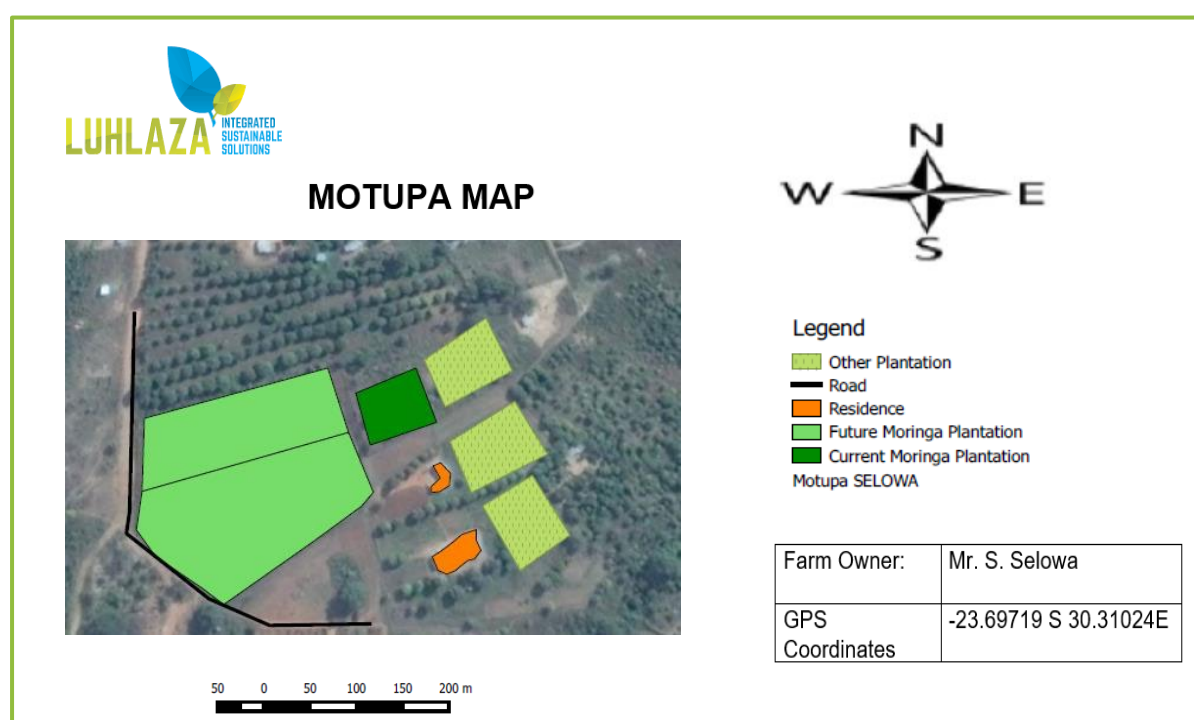 LUHLAZA
INTEGRATED
SUSTAINABLE
SOLUTIONS
MOTUPA MAP
N
W E
S
Legend
Other Plantation
Road
Residence
Future Moringa Plantation
Current Moringa Plantation
Motupa SELOWA
Farm Owner: Mr. S. Selowa
GPS -23.69719 S 30.31024E
Coordinates
50 0 50 100 150 200 m